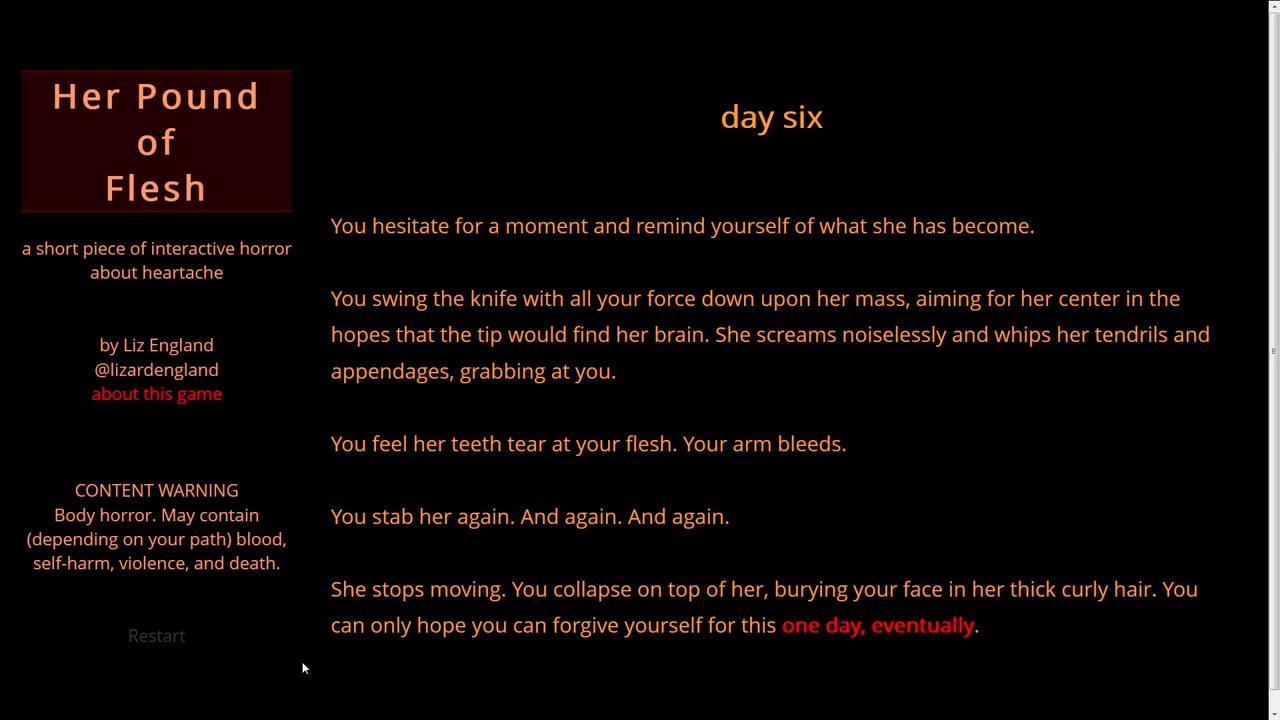 Her Pound
of
Flesh
a short piece of interactive horror
about heartache
by Liz England
@lizardengland
about this game
CONTENT WARNING
Body horror. May contain
(depending on your path) blood,
self-harm, violence, and death.
Restart
day six
You hesitate for a moment and remind yourself of what she has become.
You swing the knife with all your force down upon her mass, aiming for her center in the
hopes that the tip would find her brain. She screams noiselessly and whips her tendrils and
appendages, grabbing at you.
You feel her teeth tear at your flesh. Your arm bleeds.
You stab her again. And again. And again.
She stops moving. You collapse on top of her, burying your face in her thick curly hair. You
can only hope you can forgive yourself for this one day, eventually.